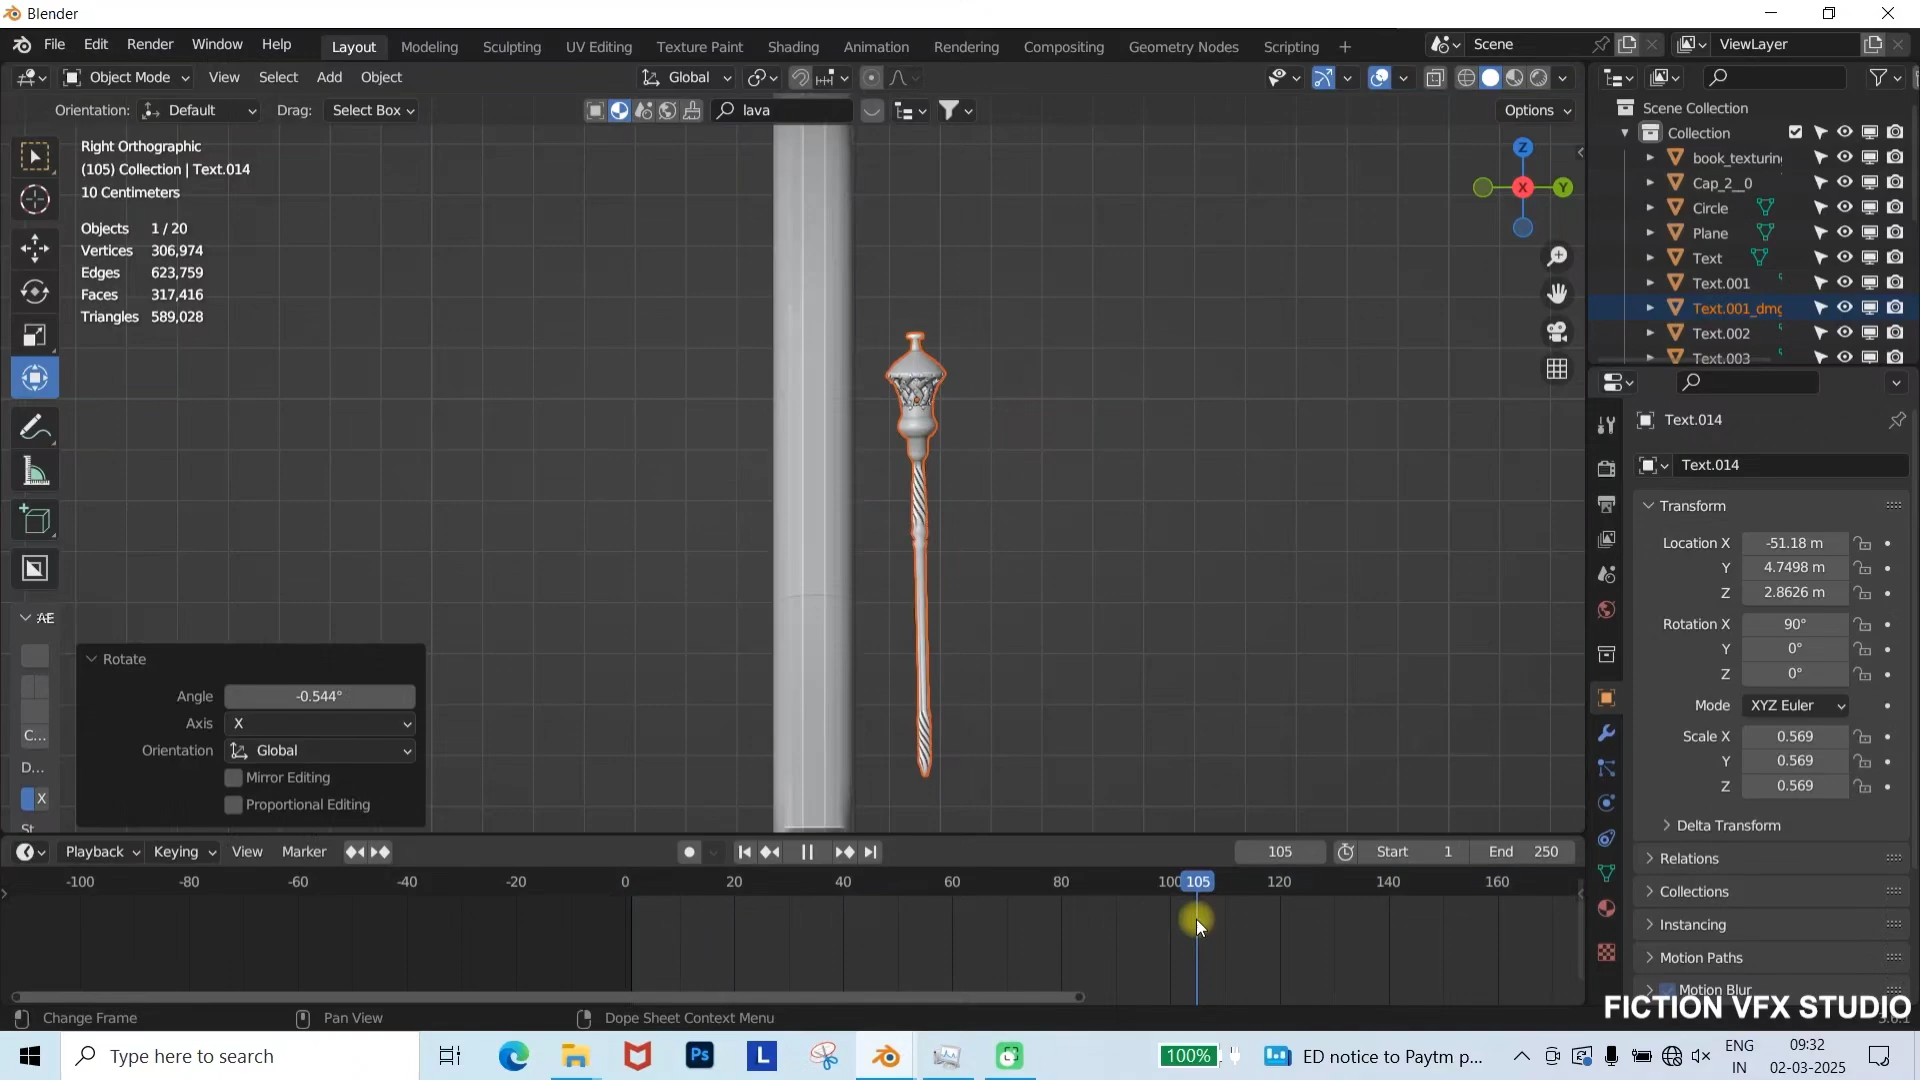 Blender
File Edit Render Window Help
Layout Modeling Sculpting UV Editing Texture Paint Shading Animation Rendering Compositing Geometry Nodes Scripting +
Scene
ViewLayer
Object Mode View Select Add Object
Global
Orientation: Default Drag: Select Box
lava
Options
Right Orthographic
(105) Collection | Text.014
10 Centimeters
Objects 1 / 20
Vertices 306,974
Edges 623,759
Faces 317,416
Triangles 589,028
Z
X
Y
Scene Collection
Collection
book_texturin
Cap_2__0
Circle
Plane
Text
Text.001
Text.001_dmg
Text.002
Text.003
Text.014
Text.014
Transform
Location X -51.18 m
Y 4.7498 m
Z 2.8626 m
Rotation X 90°
Y 0°
Z 0°
Mode XYZ Euler
Scale X 0.569
Y 0.569
Z 0.569
Delta Transform
Relations
Collections
Instancing
Motion Paths
Motion Blur
AE
C...
D...
X
St
Rotate
Angle -0.544°
Axis X
Orientation Global
Mirror Editing
Proportional Editing
Playback Keying View Marker
105 Start 1 End 250
-100 -80 -60 -40 -20 0 20 40 60 80 100 105 120 140 160
Change Frame Pan View Dope Sheet Context Menu
FICTION VFX STUDIO
Type here to search
Ps
L
100%
ED notice to Paytm p...
ENG
IN
09:32
02-03-2025